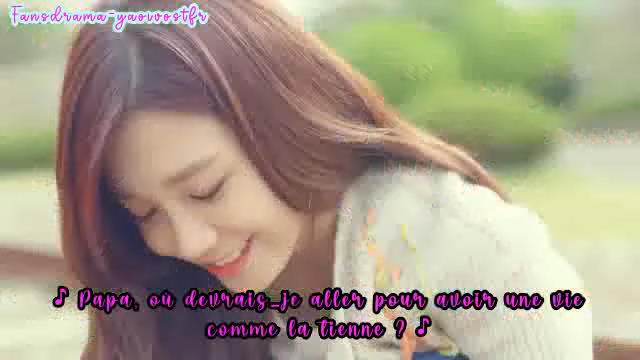 Fansdrama-yaoivostfr
♪ Papa, où devrais-je aller pour avoir une vie
comme la tienne ? ♪